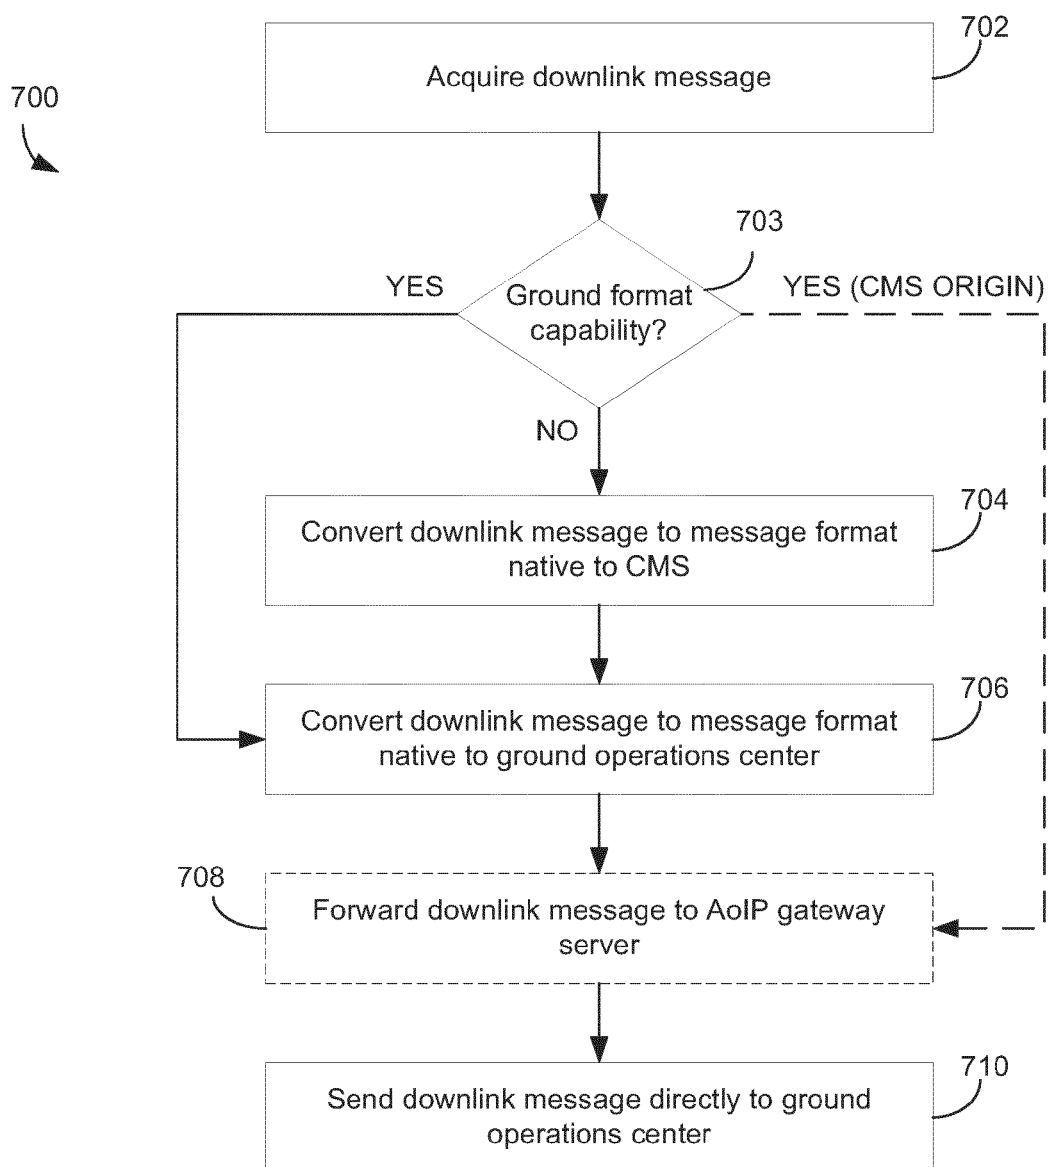 702
Acquire downlink message
700
703
YES
Ground format
capability?
YES (CMS ORIGIN)
NO
704
Convert downlink message to message format
native to CMS
706
Convert downlink message to message format
native to ground operations center
708
Forward downlink message to AoIP gateway
server
710
Send downlink message directly to ground
operations center